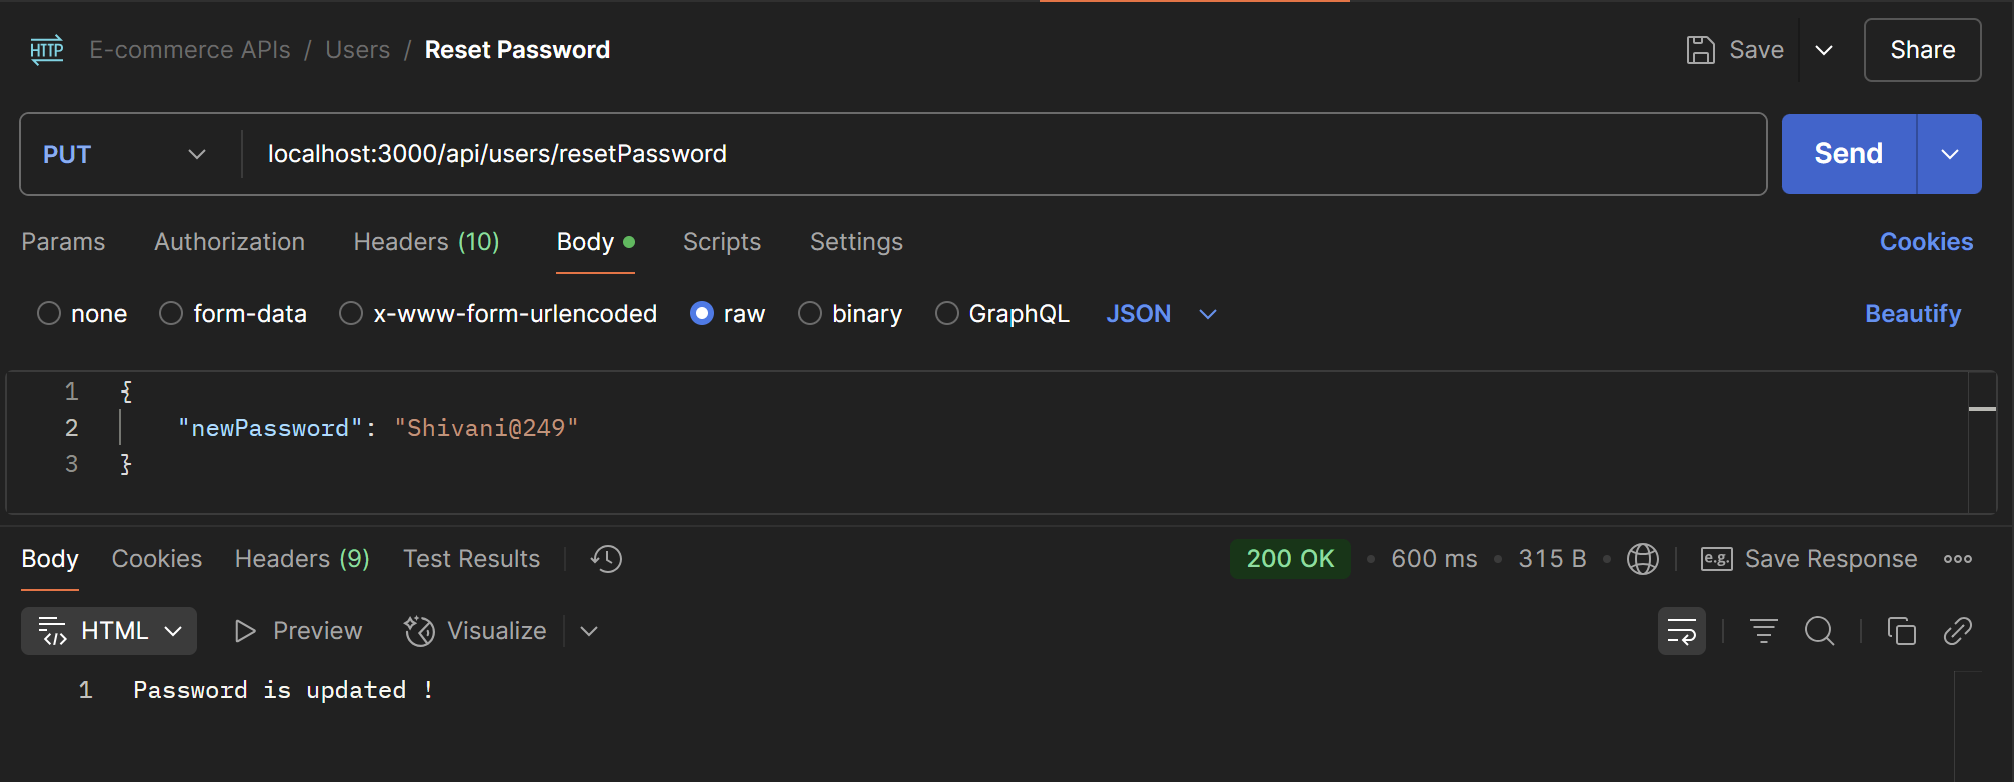 HTTP E-commerce APIs / Users / Reset Password Save Share
PUT localhost:3000/api/users/resetPassword Send
Params Authorization Headers (10) Body Scripts Settings Cookies
none form-data x-www-form-urlencoded raw binary GraphQL JSON Beautify
1 {
2 "newPassword": "Shivani@249"
3 }
Body Cookies Headers (9) Test Results 200 OK • 600 ms • 315 B • e.g. Save Response
HTML Preview Visualize
1 Password is updated !